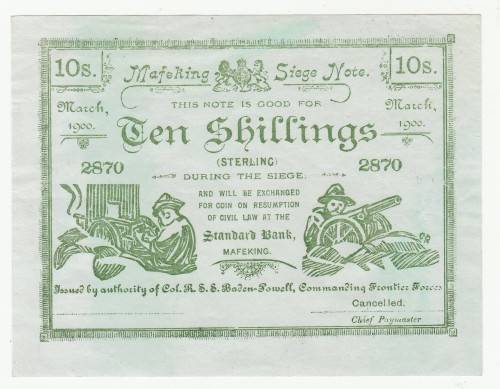 10s. Mafeking Siege Note. 10s.
March, 1900. THIS NOTE IS GOOD FOR March, 1900.
Ten Shillings
(STERLING)
2870 DURING THE SIEGE, 2870
AND WILL BE EXCHANGED
FOR COIN ON RESUMPTION
OF CIVIL LAW AT THE
Standard Bank,
MAFEKING.
Issued by authority of Col. R. S. S. Baden-Powell, Commanding Frontier Forces
Cancelled.
Chief Paymaster